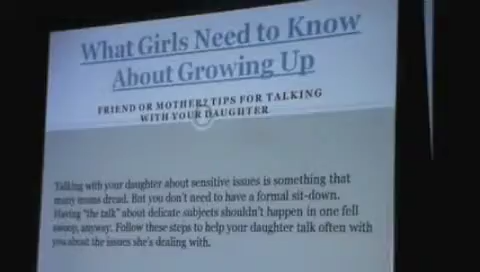 What Girls Need to Know
About Growing Up
FRIEND OR MOTHER? TIPS FOR TALKING
WITH YOUR DAUGHTER
Talking with your daughter about sensitive issues is something that
many moms dread. But you don't need to have a formal sit-down.
Having "the talk" about delicate subjects shouldn't happen in one fell
swoop, anyway. Follow these steps to help your daughter talk often with
you about the issues she's dealing with.